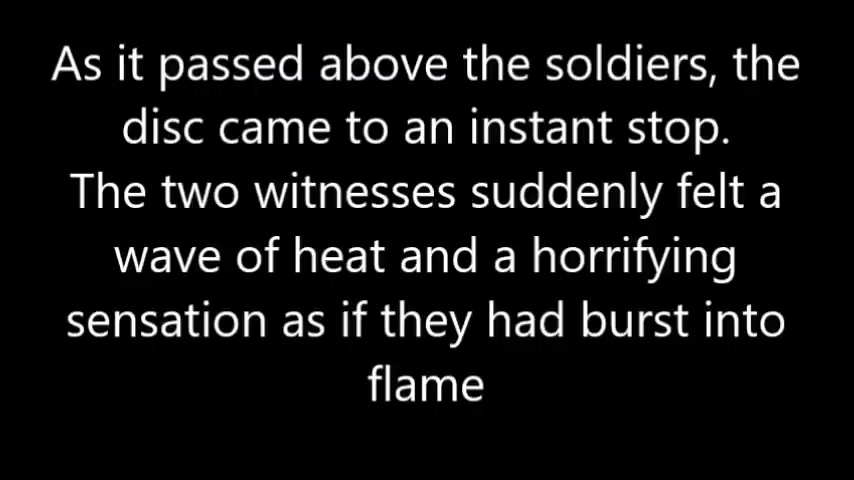 As it passed above the soldiers, the
disc came to an instant stop.
The two witnesses suddenly felt a
wave of heat and a horrifying
sensation as if they had burst into
flame